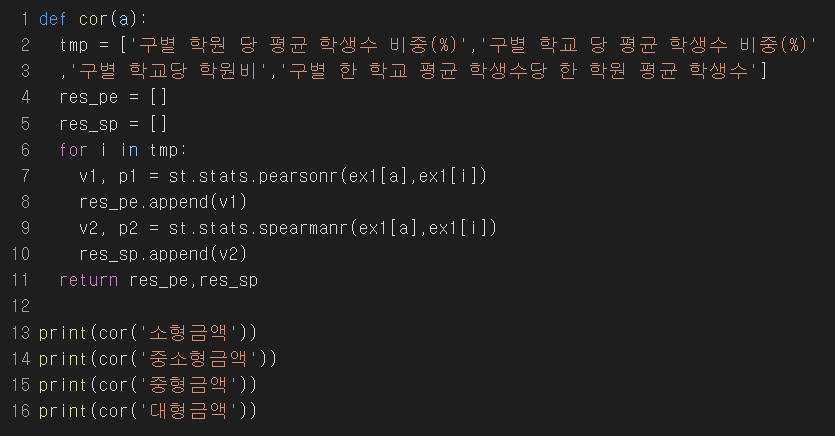 1 def cor(a):
2 tmp = ['구별 학원 당 평균 학생수 비중(%)','구별 학교 당 평균 학생수 비중(%)'
3 ,'구별 학교당 학원비','구별 한 학교 평균 학생수당 한 학원 평균 학생수']
4 res_pe = []
5 res_sp = []
6 for i in tmp:
7 v1, p1 = st.stats.pearsonr(ex1[a],ex1[i])
8 res_pe.append(v1)
9 v2, p2 = st.stats.spearmanr(ex1[a],ex1[i])
10 res_sp.append(v2)
11 return res_pe,res_sp
12
13 print(cor('소형금액'))
14 print(cor('중소형금액'))
15 print(cor('중형금액'))
16 print(cor('대형금액'))